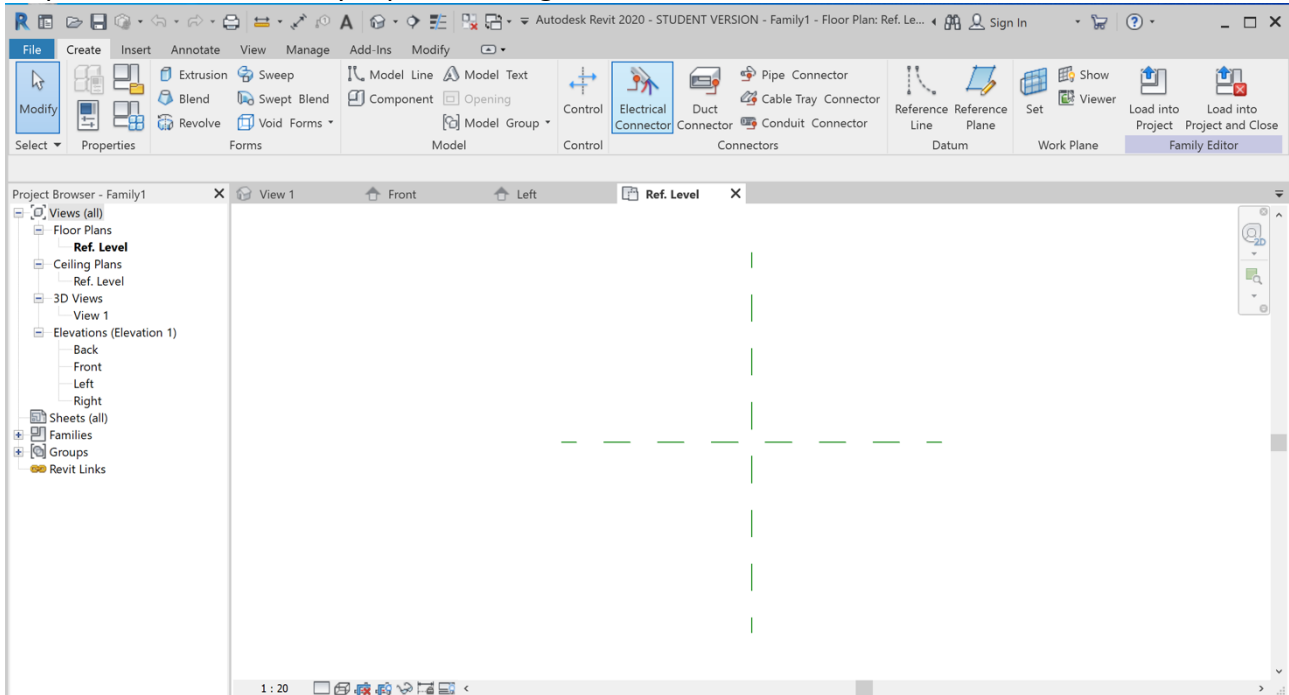 Autodesk Revit 2020 - STUDENT VERSION - Family1 - Floor Plan: Ref. Le... Sign In
File Create Insert Annotate View Manage Add-Ins Modify
Modify
Extrusion Sweep
Blend Swept Blend
Revolve Void Forms
Model Line Model Text
Component Opening
Model Group
Control
Electrical Connector
Duct Connector
Pipe Connector
Cable Tray Connector
Conduit Connector
Reference Line
Reference Plane
Set
Show
Viewer
Load into Project
Load into Project and Close
Select Properties Forms Model Control Connectors Datum Work Plane Family Editor
Project Browser - Family1
View 1 Front Left Ref. Level
Views (all)
Floor Plans
Ref. Level
Ceiling Plans
Ref. Level
3D Views
View 1
Elevations (Elevation 1)
Back
Front
Left
Right
Sheets (all)
Families
Groups
Revit Links
2D
1 : 20